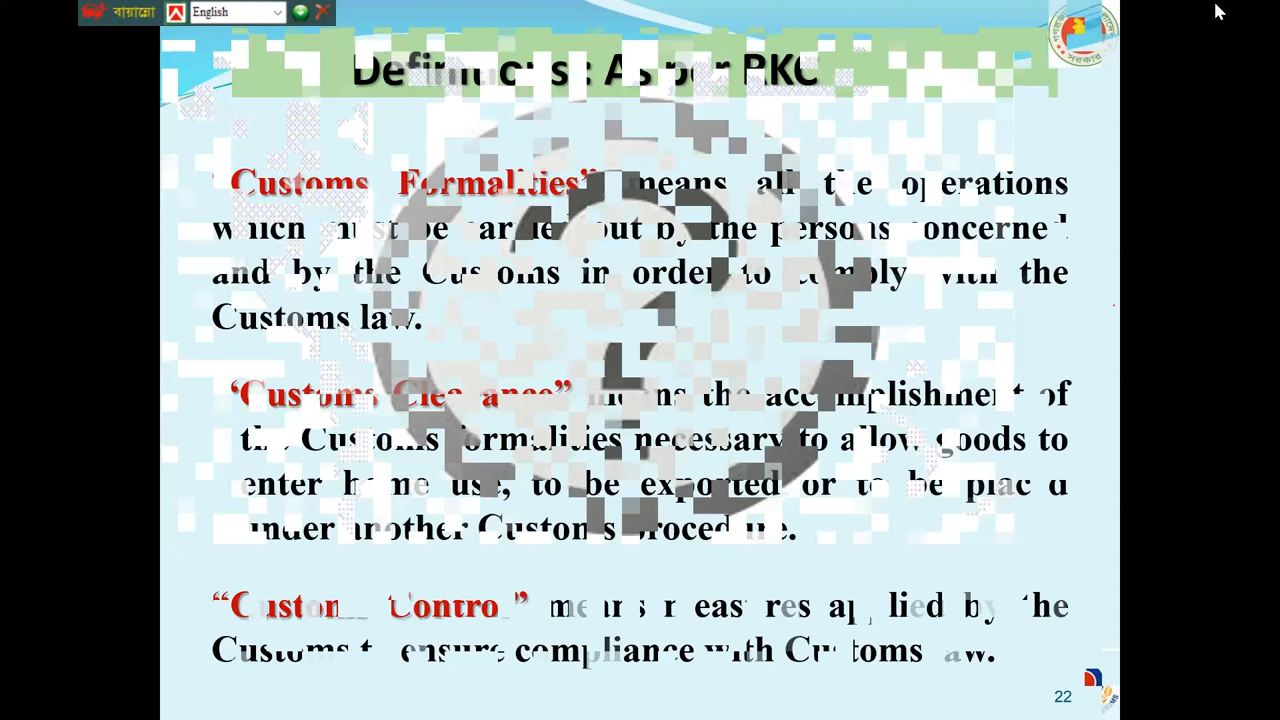 বায়ান্নো
English
Definitions: As per RKC
"Customs Formalities" means all the operations
which must be carried out by the persons concerned
and by the Customs in order to comply with the
Customs law.
"Customs Clearance" means the accomplishment of
the Customs formalities necessary to allow goods to
enter home use, to be exported or to be placed
under another Customs procedure.
"Customs Control" means measures applied by the
Customs to ensure compliance with Customs law.
22